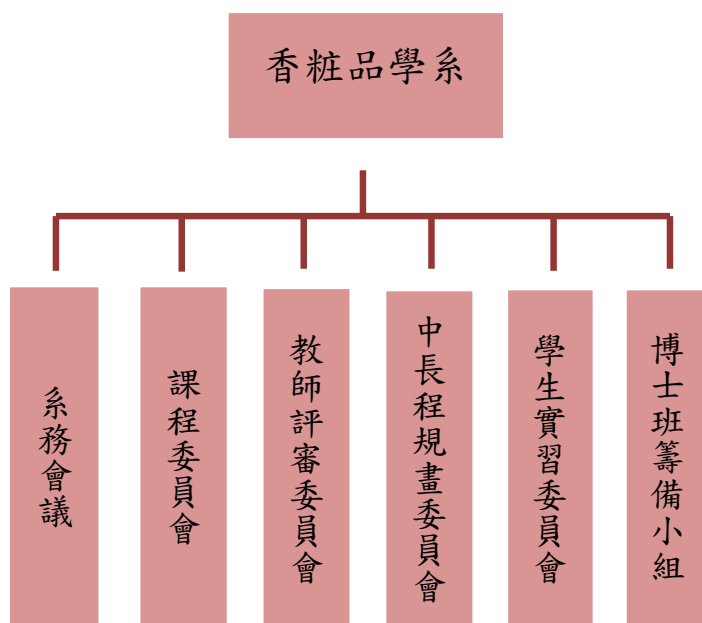 香粧品學系
系務會議
課程委員會
教師評審委員會
中長程規畫委員會
學生實習委員會
博士班籌備小組